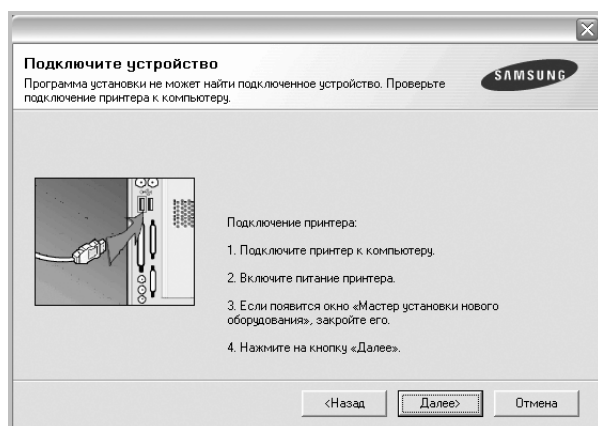 Подключите устройство
Программа установки не может найти подключенное устройство. Проверьте
подключение принтера к компьютеру.
SAMSUNG
Подключение принтера:
1. Подключите принтер к компьютеру.
2. Включите питание принтера.
3. Если появится окно «Мастер установки нового
оборудования», закройте его.
4. Нажмите на кнопку «Далее».
<Назад
Далее>
Отмена